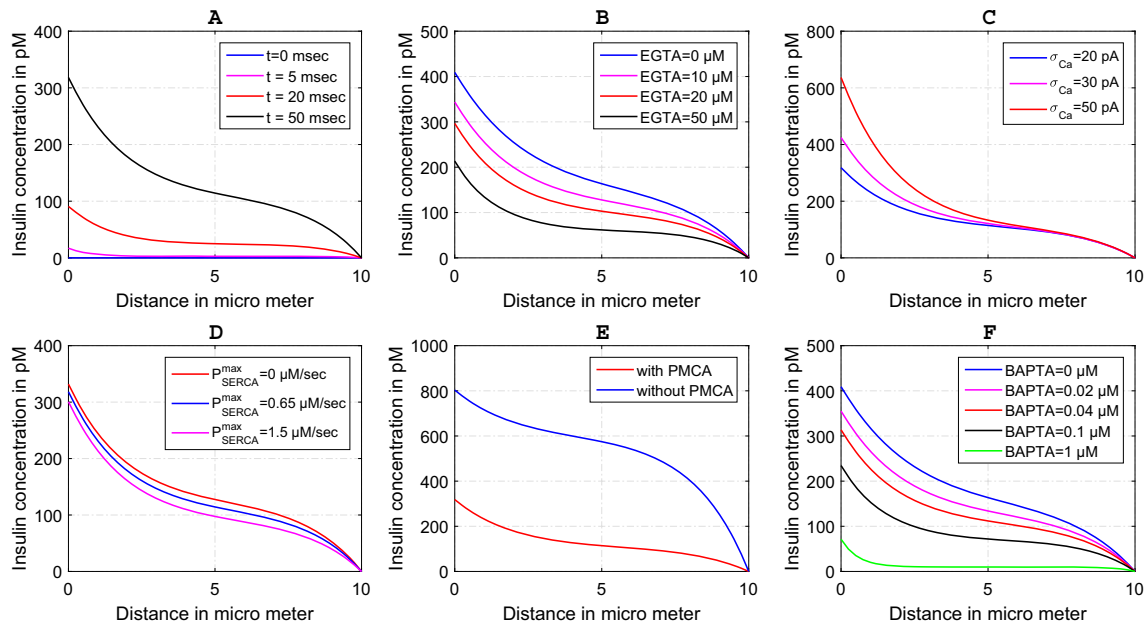 A
Insulin concentration in pM
400
300
200
100
0
t=0 msec
t = 5 msec
t = 20 msec
t = 50 msec
0
5
10
Distance in micro meter
B
Insulin concentration in pM
500
400
300
200
100
0
EGTA=0 µM
EGTA=10 µM
EGTA=20 µM
EGTA=50 µM
0
5
10
Distance in micro meter
C
Insulin concentration in pM
800
600
400
200
0
σCa=20 pA
σCa=30 pA
σCa=50 pA
0
5
10
Distance in micro meter
D
Insulin concentration in pM
400
300
200
100
0
P^max_SERCA=0 µM/sec
P^max_SERCA=0.65 µM/sec
P^max_SERCA=1.5 µM/sec
0
5
10
Distance in micro meter
E
Insulin concentration in pM
1000
800
600
400
200
0
with PMCA
without PMCA
0
5
10
Distance in micro meter
F
Insulin concentration in pM
500
400
300
200
100
0
BAPTA=0 µM
BAPTA=0.02 µM
BAPTA=0.04 µM
BAPTA=0.1 µM
BAPTA=1 µM
0
5
10
Distance in micro meter